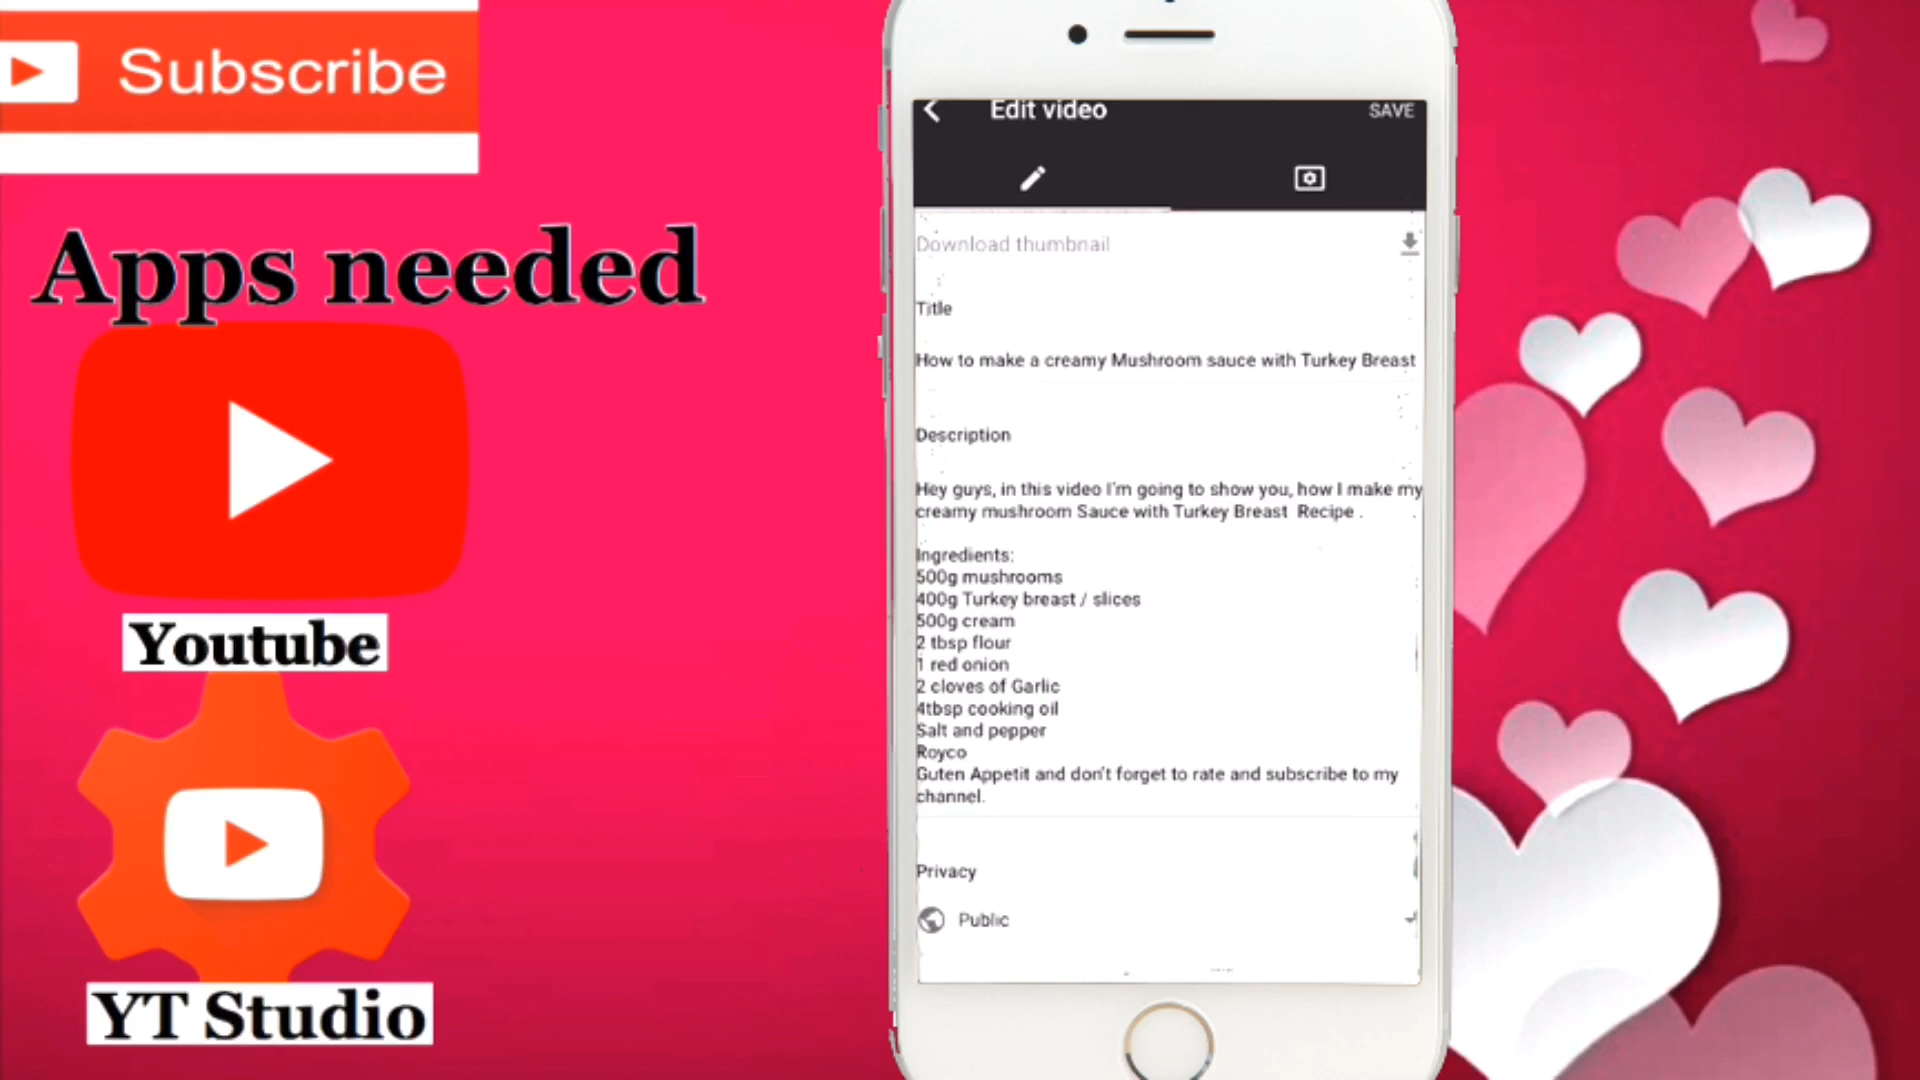 Subscribe
Apps needed
Youtube
YT Studio
Edit video
SAVE
Download thumbnail
Title
How to make a creamy Mushroom sauce with Turkey Breast
Description
Hey guys, in this video I'm going to show you, how I make my
creamy mushroom Sauce with Turkey Breast Recipe .
Ingredients:
500g mushrooms
400g Turkey breast / slices
500g cream
2 tbsp flour
1 red onion
2 cloves of Garlic
4tbsp cooking oil
Salt and pepper
Royco
Guten Appetit and don't forget to rate and subscribe to my
channel.
Privacy
Public